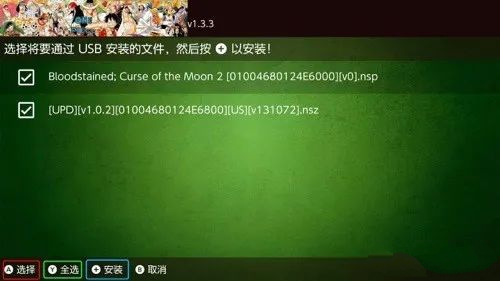 v1.3.3
选择将要通过 USB 安装的文件，然后按 + 以安装！
Bloodstained; Curse of the Moon 2 [01004680124E6000][v0].nsp
[UPD][v1.0.2][01004680124E6800][US][v131072].nsz
A 选择 Y 全选 + 安装 B 取消